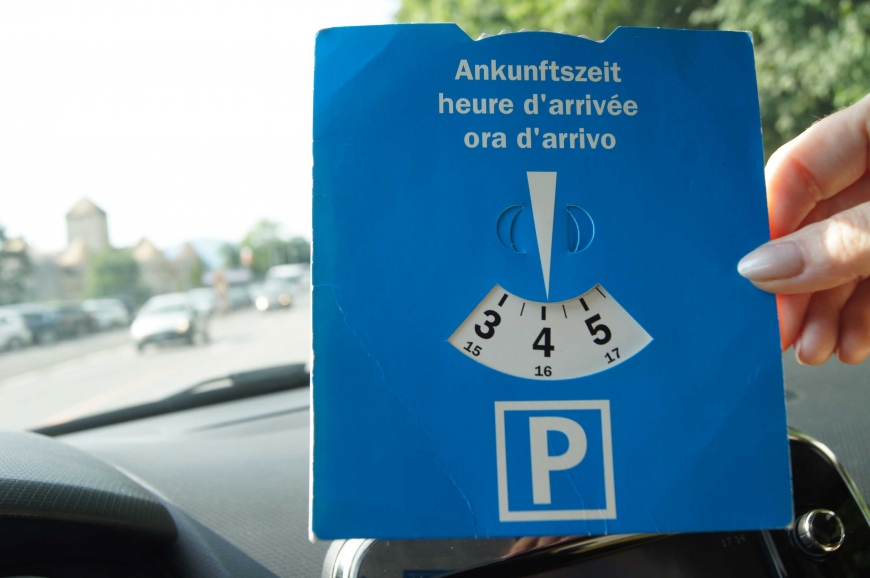 Ankunftszeit
heure d'arrivée
ora d'arrivo
3 4 5
15 16 17
P